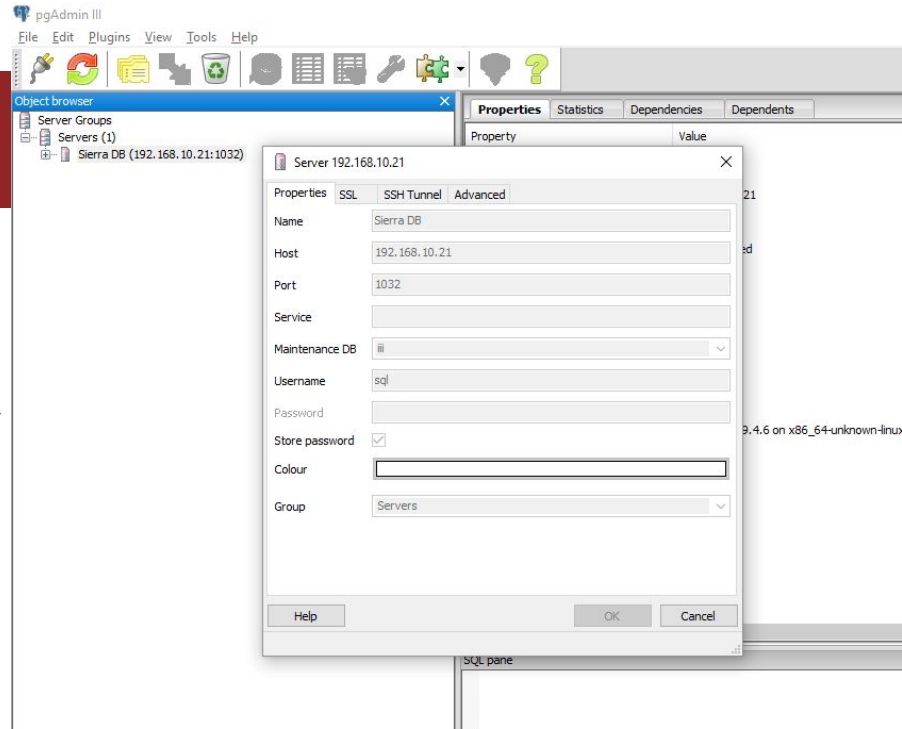 pgAdmin III
File Edit Plugins View Tools Help
Object browser
Server Groups
Servers (1)
Sierra DB (192.168.10.21:1032)
Properties Statistics Dependencies Dependents
Property Value
21
ed
9.4.6 on x86_64-unknown-linux
Server 192.168.10.21
Properties SSL SSH Tunnel Advanced
Name Sierra DB
Host 192.168.10.21
Port 1032
Service
Maintenance DB iii
Username sql
Password
Store password
Colour
Group Servers
Help OK Cancel
SQL pane